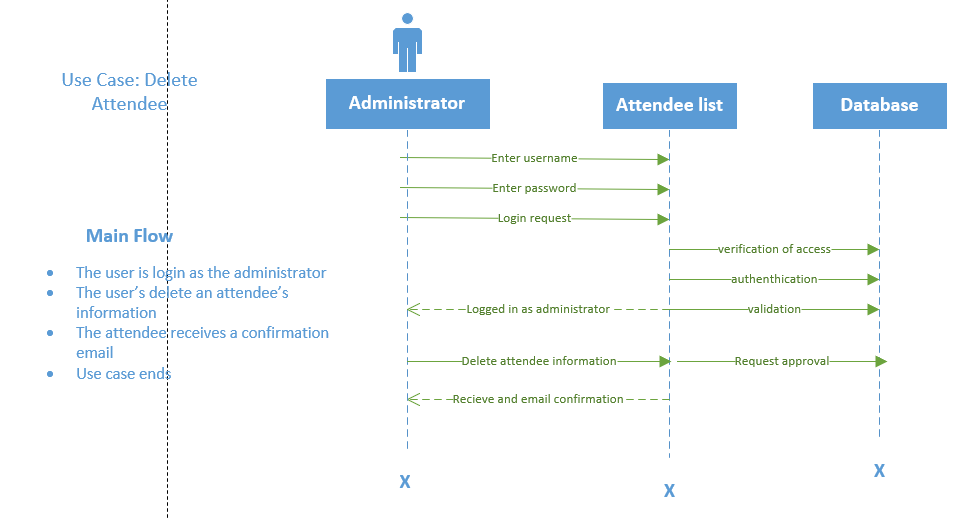 Use Case: Delete
Attendee
Administrator
Attendee list
Database
Enter username
Enter password
Login request
verification of access
authenthication
Logged in as administrator
validation
Delete attendee information
Request approval
Recieve and email confirmation
X
X
X
Main Flow
• The user is login as the administrator
• The user’s delete an attendee’s
information
• The attendee receives a confirmation
email
• Use case ends